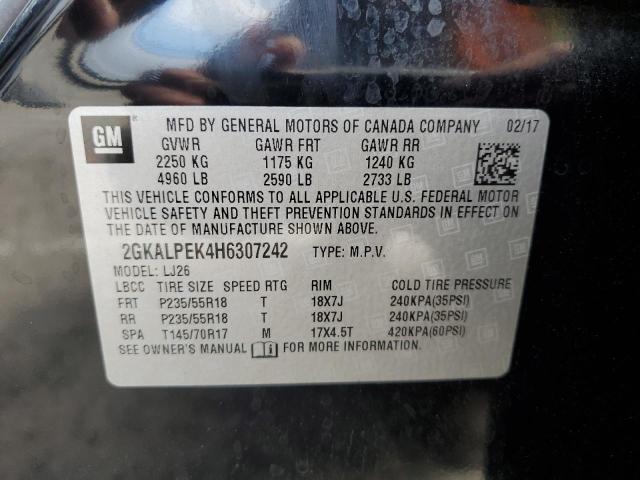 GM
MFD BY GENERAL MOTORS OF CANADA COMPANY 02/17
GVWR GAWR FRT GAWR RR
2250 KG 1175 KG 1240 KG
4960 LB 2590 LB 2733 LB
THIS VEHICLE CONFORMS TO ALL APPLICABLE U.S. FEDERAL MOTOR
VEHICLE SAFETY AND THEFT PREVENTION STANDARDS IN EFFECT ON
THE DATE OF MANUFACTURE SHOWN ABOVE.
2GKALPEK4H6307242 TYPE: M.P.V.
MODEL: LJ26
LBCC TIRE SIZE SPEED RTG RIM COLD TIRE PRESSURE
FRT P235/55R18 T 18X7J 240KPA(35PSI)
RR P235/55R18 T 18X7J 240KPA(35PSI)
SPA T145/70R17 M 17X4.5T 420KPA(60PSI)
SEE OWNER'S MANUAL FOR MORE INFORMATION.